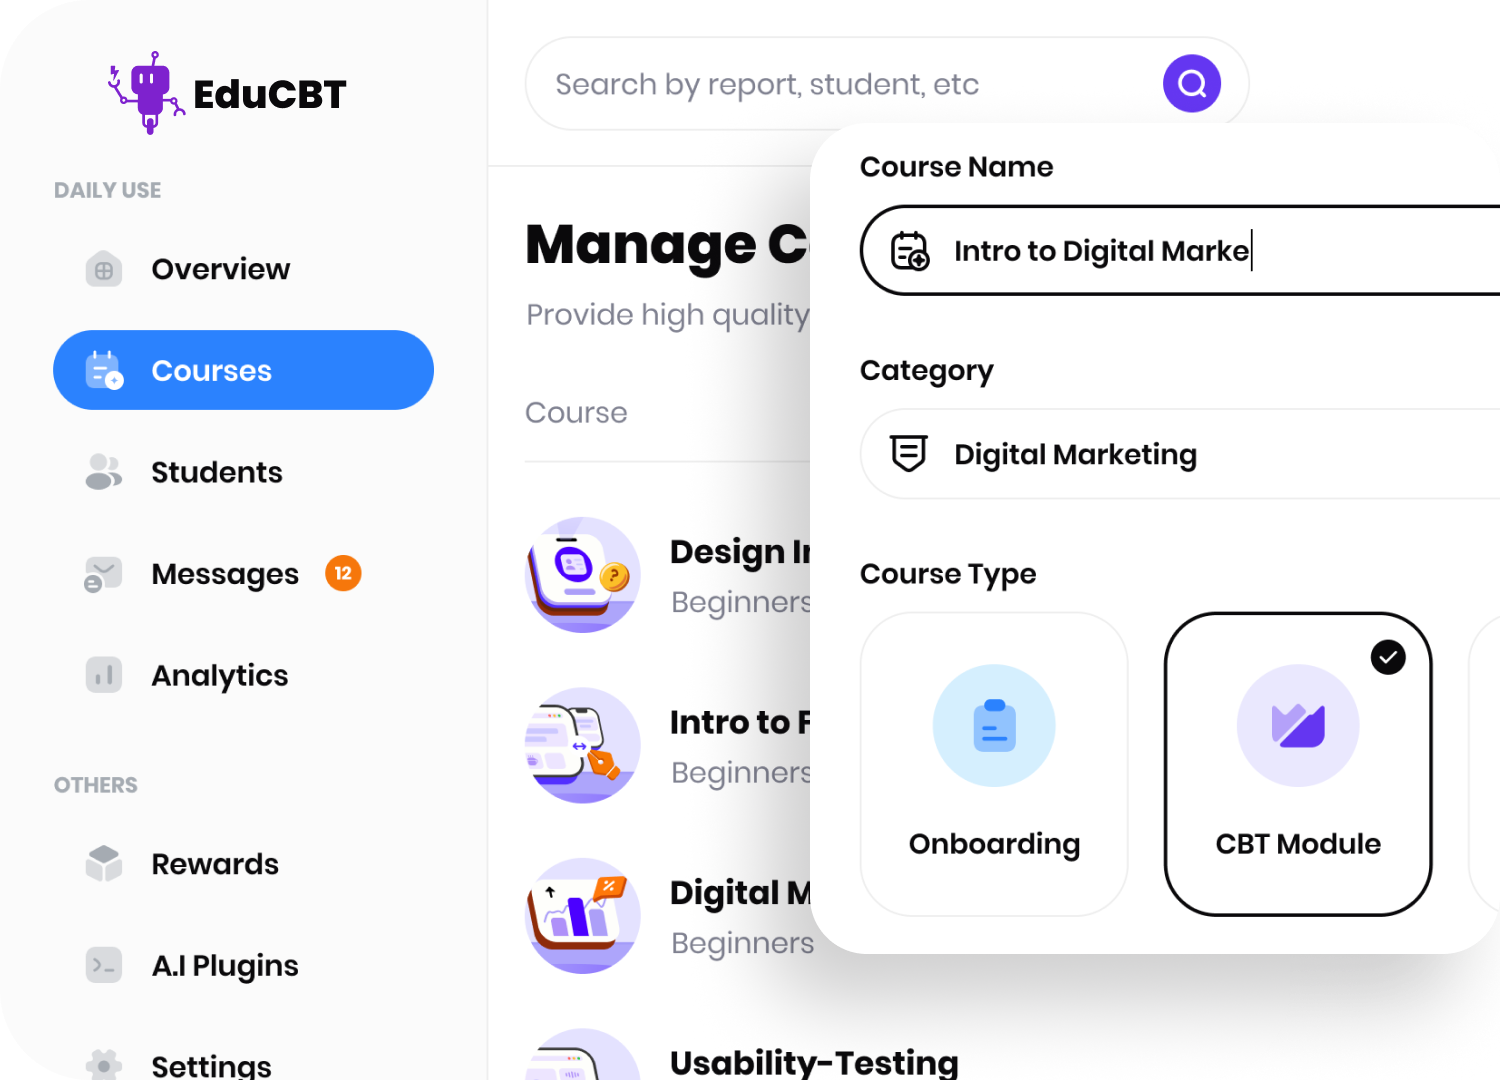 EduCBT
DAILY USE
Overview
Courses
Students
Messages 12
Analytics
OTHERS
Rewards
A.I Plugins
Settings
Search by report, student, etc
Manage C
Provide high quality
Course
Design I
Beginners
Intro to F
Beginners
Digital M
Beginners
Usability-Testing
Course Name
Intro to Digital Marke
Category
Digital Marketing
Course Type
Onboarding
CBT Module